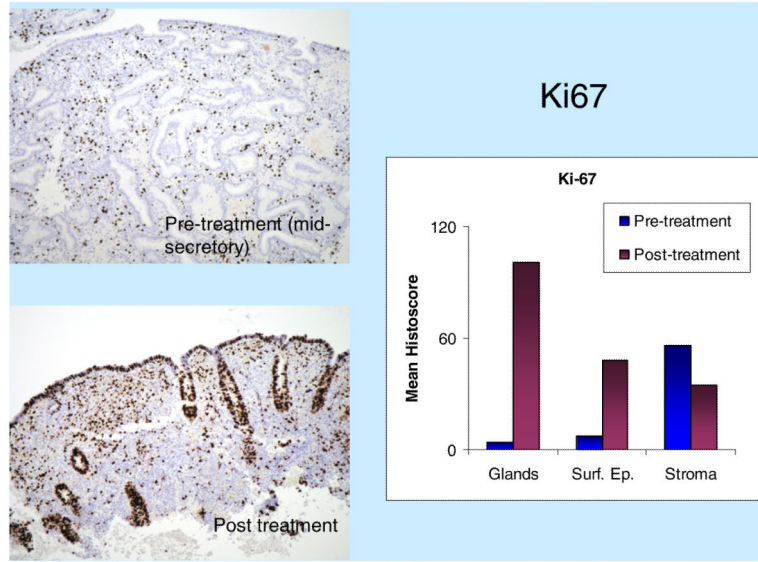 Pre-treatment (mid-
secretory)
Post treatment
Ki67
Ki-67
Pre-treatment
Post-treatment
Mean Histoscore
120
60
0
Glands
Surf. Ep.
Stroma